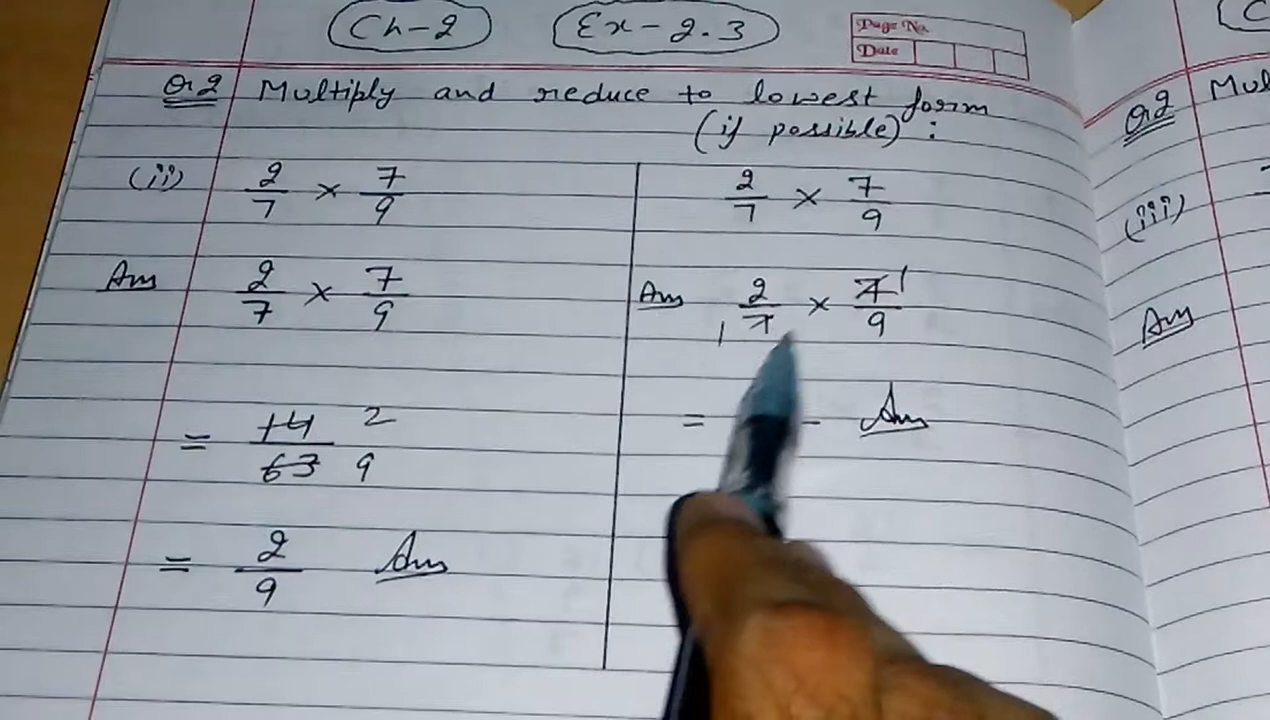 Ch-2 Ex-2.3
Page No.
Date
Q2 Multiply and reduce to lowest form
(if possible) :
(ii) 2/7 × 7/9
Ans 2/7 × 7/9
= 14/63 2/9
= 2/9 Ans
2/7 × 7/9
Ans 1 2/7 × 7/9 1
= Ans
C
Q2 Mul
(iii)
Ans